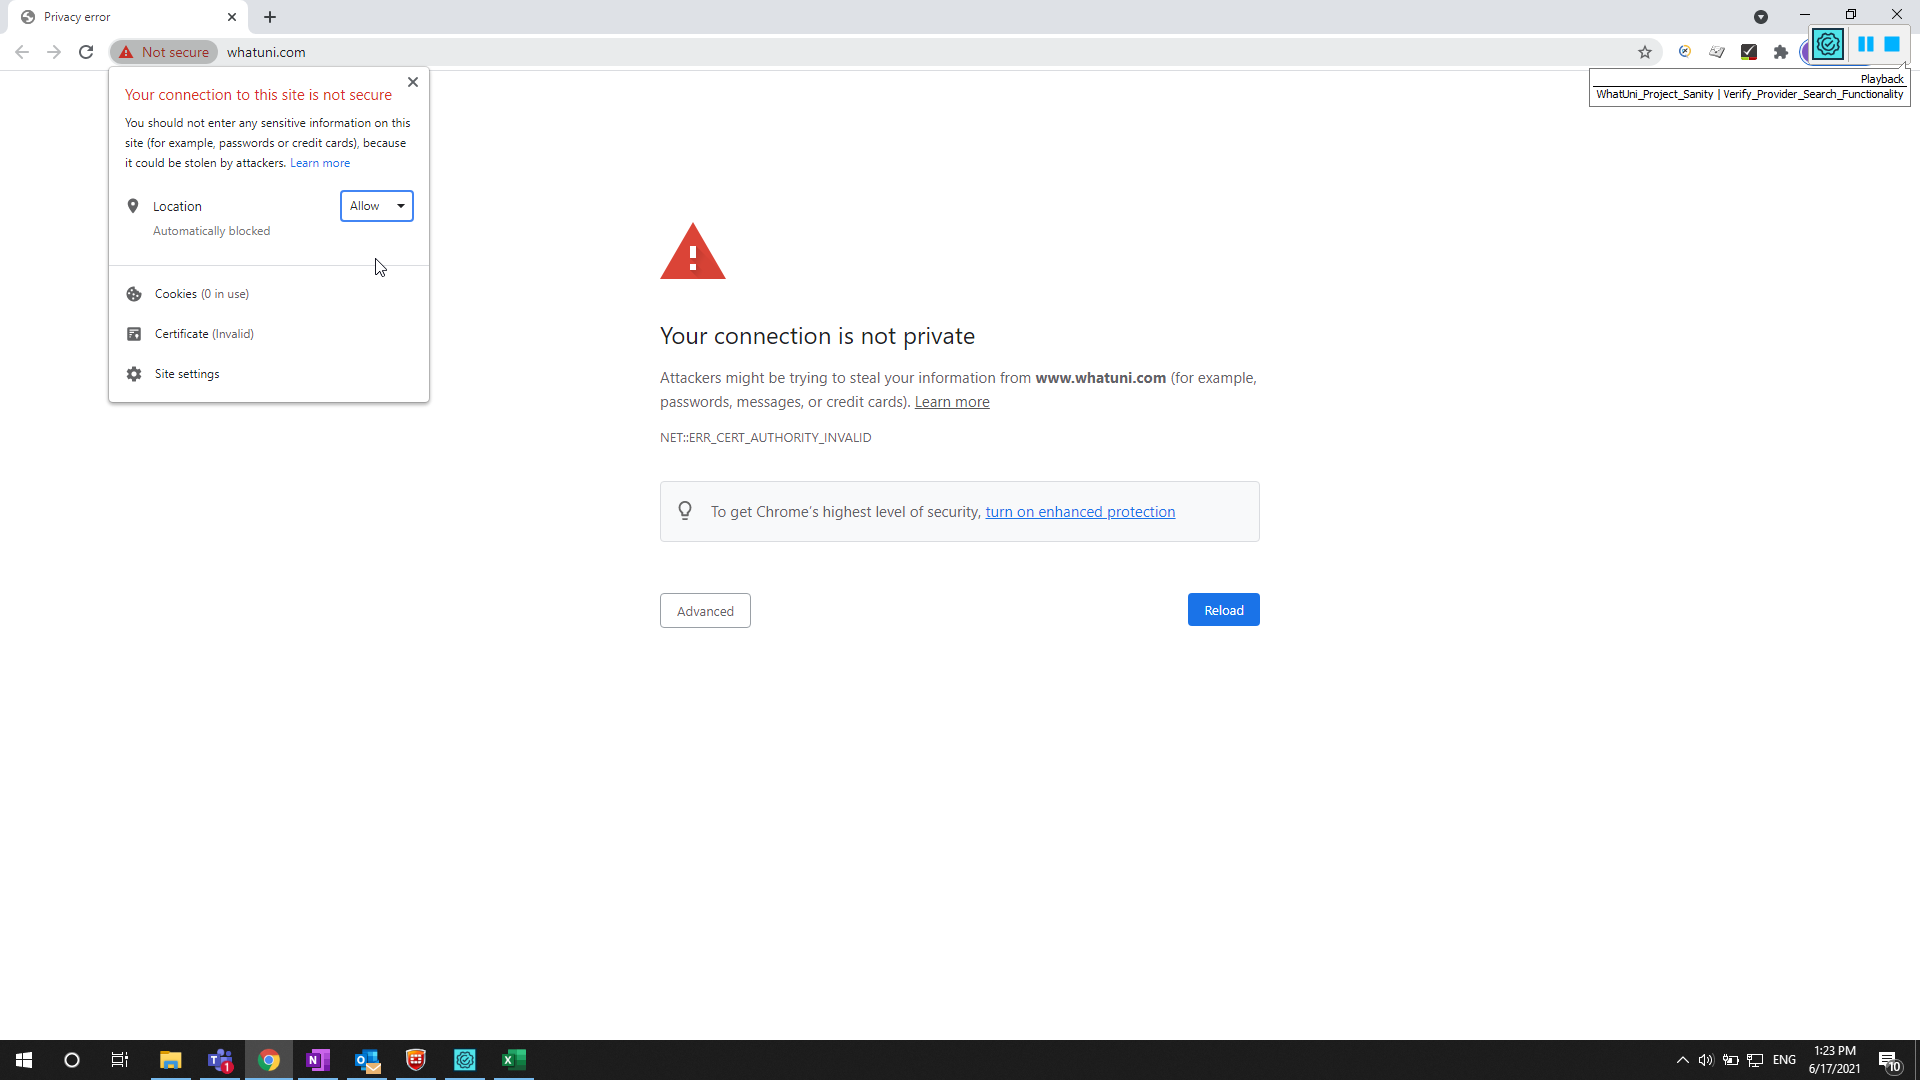 Privacy error
Not secure
whatuni.com
Playback
WhatUni_Project_Sanity | Verify_Provider_Search_Functionality
Your connection to this site is not secure
You should not enter any sensitive information on this
site (for example, passwords or credit cards), because
it could be stolen by attackers. Learn more
Location
Allow
Automatically blocked
Cookies (0 in use)
Certificate (Invalid)
Site settings
Your connection is not private
Attackers might be trying to steal your information from www.whatuni.com (for example,
passwords, messages, or credit cards). Learn more
NET::ERR_CERT_AUTHORITY_INVALID
To get Chrome's highest level of security, turn on enhanced protection
Advanced
Reload
ENG
1:23 PM
6/17/2021
10
1